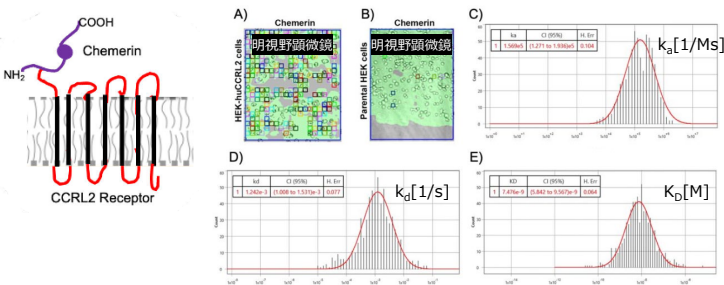 COOH
Chemerin
NH2
CCRL2 Receptor
A)
Chemerin
明視野顕微鏡
HEK-huCCRL2 cells
B)
Chemerin
明視野顕微鏡
Parental HEK cells
C)
ka CI (95%) H. Err
1 1.569e5 (1.271 to 1.936)e5 0.104
ka[1/Ms]
D)
kd CI (95%) H. Err
1 1.242e-3 (1.008 to 1.531)e-3 0.077
kd[1/s]
E)
KD CI (95%) H. Err
1 7.476e-9 (5.842 to 9.567)e-9 0.064
KD[M]